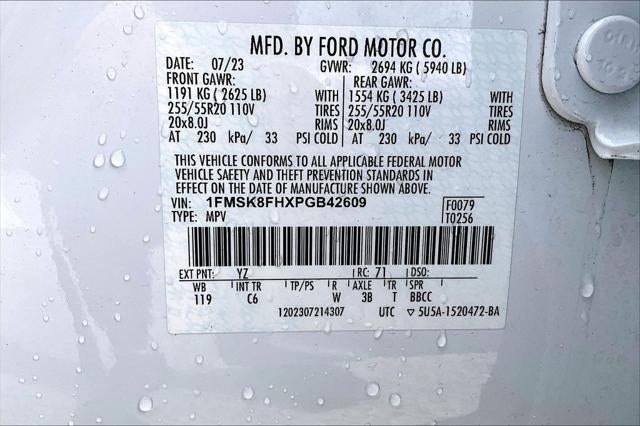 MFD. BY FORD MOTOR CO.
DATE: 07/23 GVWR: 2694 KG ( 5940 LB)
FRONT GAWR: REAR GAWR:
1191 KG ( 2625 LB) WITH 1554 KG ( 3425 LB) WITH
255/55R20 110V TIRES 255/55R20 110V TIRES
20x8.0J RIMS 20x8.0J RIMS
AT 230 kPa/ 33 PSI COLD AT 230 kPa/ 33 PSI COLD
THIS VEHICLE CONFORMS TO ALL APPLICABLE FEDERAL MOTOR
VEHICLE SAFETY AND THEFT PREVENTION STANDARDS IN
EFFECT ON THE DATE OF MANUFACTURE SHOWN ABOVE.
VIN: 1FMSK8FHXPGB42609 F0079
TYPE: MPV T0256
EXT PNT: YZ RC: 71 DSO:
WB INT TR TP/PS R AXLE TR SPR
119 C6 W 3B T BBCC
1202307214307 UTC ▽ 5U5A-1520472-BA